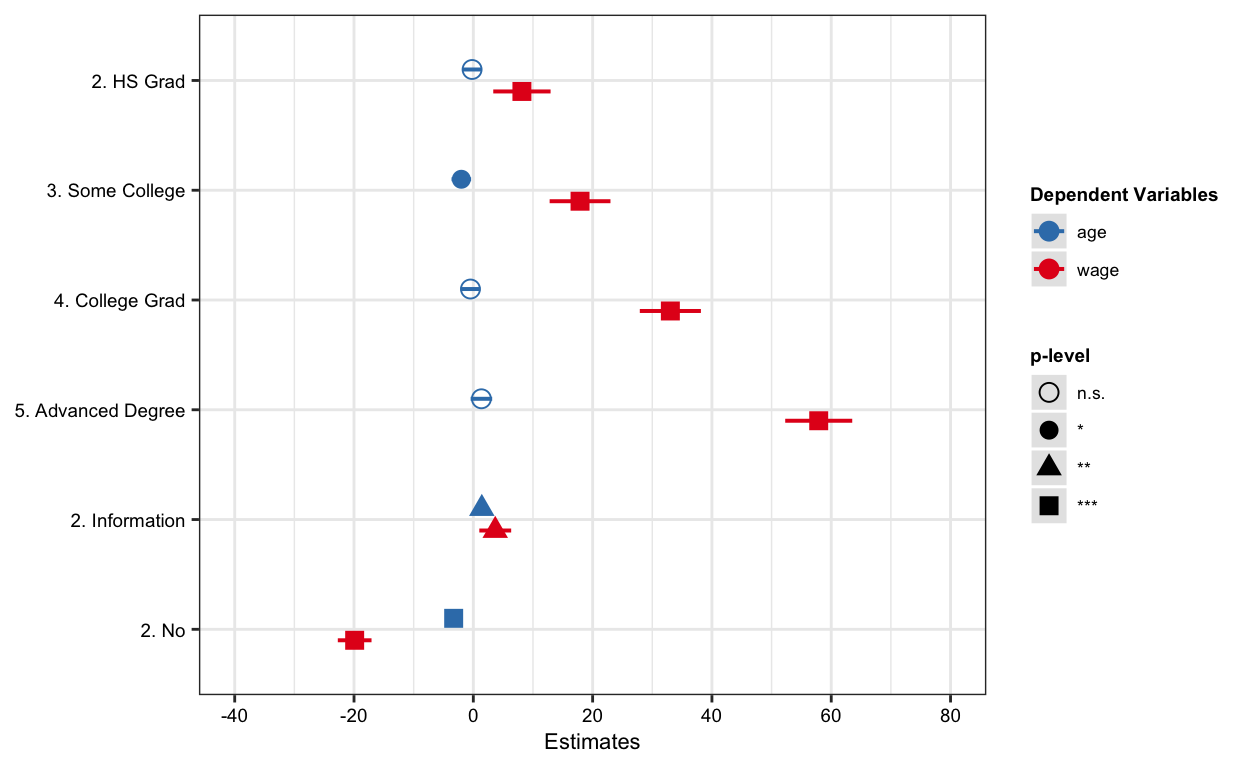 2. HS Grad
3. Some College
4. College Grad
5. Advanced Degree
2. Information
2. No
-40 -20 0 20 40 60 80
Estimates
Dependent Variables
age
wage
p-level
n.s.
*
**
***